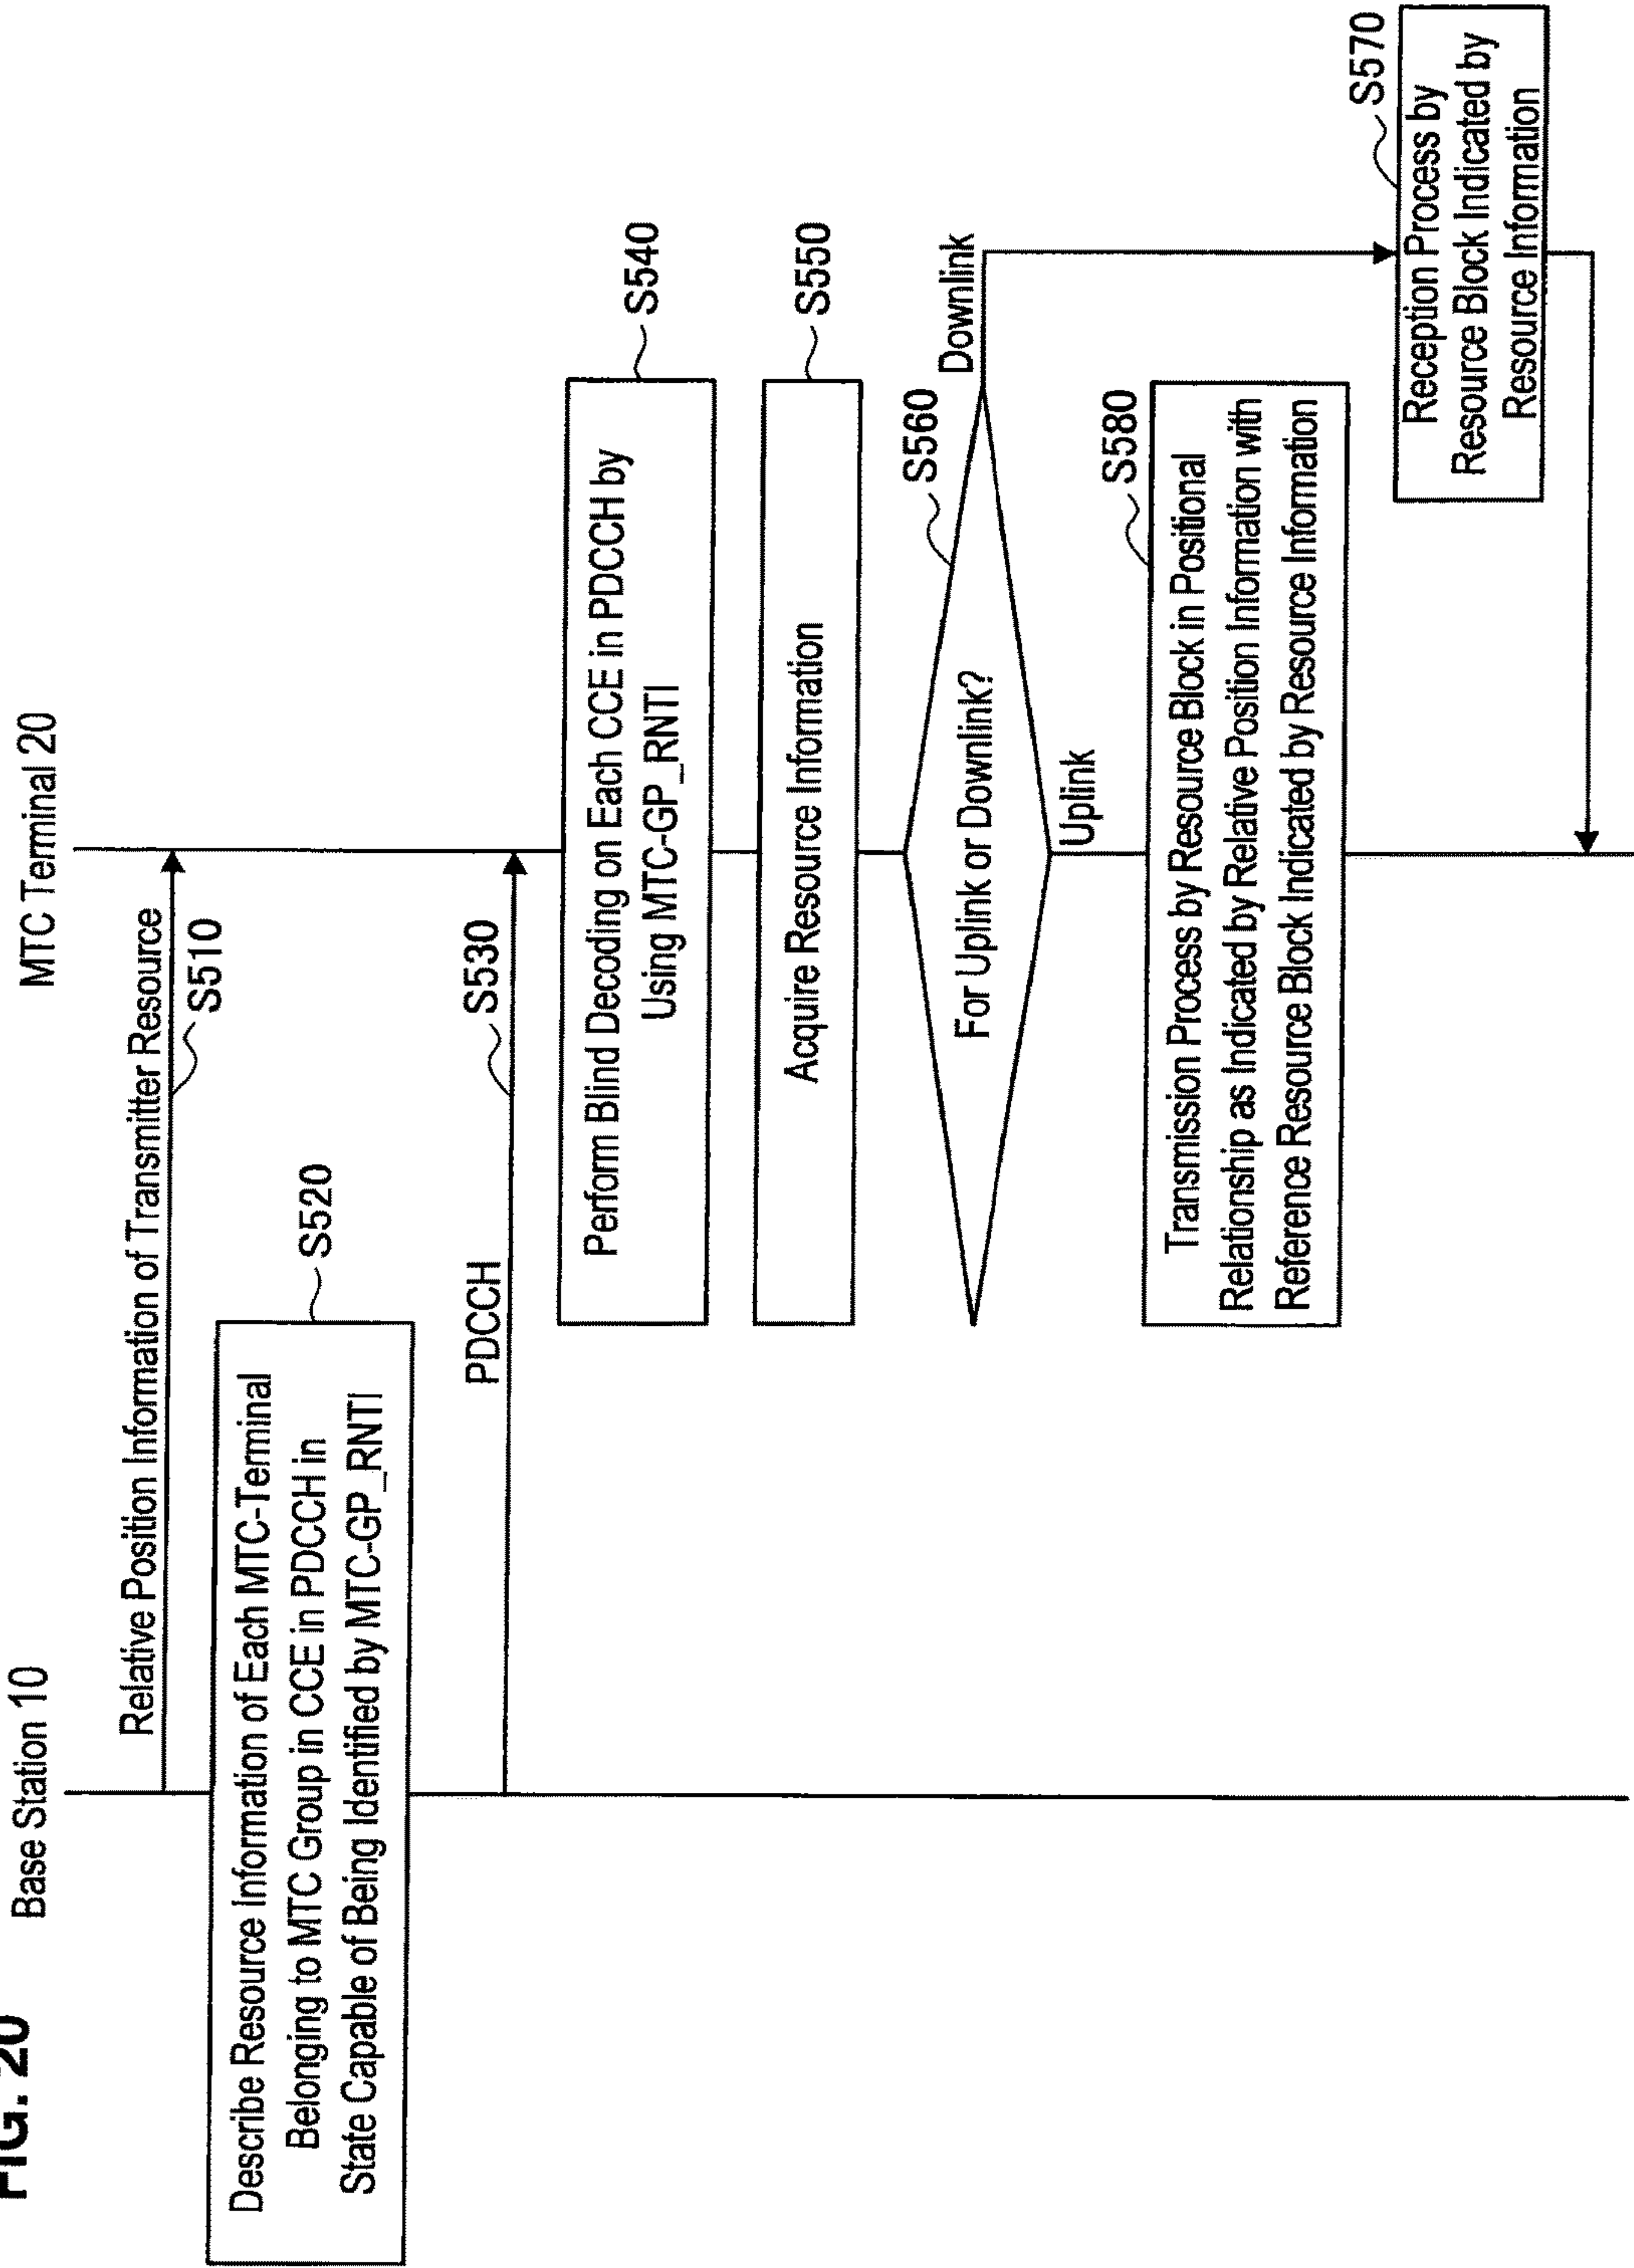 FIG. 20
Base Station 10
MTC Terminal 20
Relative Position Information of Transmitter Resource
S510
S520
Describe Resource Information of Each MTC-Terminal
Belonging to MTC Group in CCE in PDCCH in
State Capable of Being Identified by MTC-GP_RNTI
PDCCH
S530
S540
Perform Blind Decoding on Each CCE in PDCCH by
Using MTC-GP_RNTI
S550
Acquire Resource Information
S560
For Uplink or Downlink?
Downlink
Uplink
S580
Transmission Process by Resource Block in Positional
Relationship as Indicated by Relative Position Information with
Reference Resource Block Indicated by Resource Information
S570
Reception Process by
Resource Block Indicated by
Resource Information